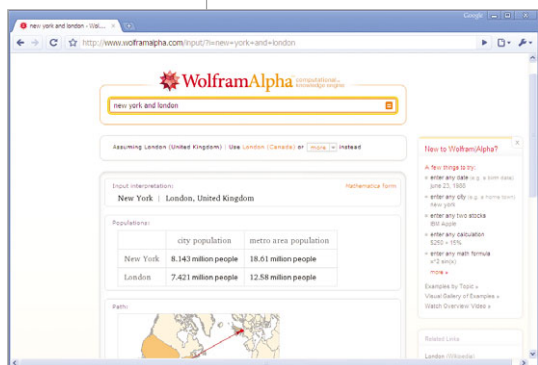 Google
new york and london - Wol...
http://www.wolframalpha.com/input/?i=new+york+and+london
WolframAlpha computational knowledge engine
new york and london
Assuming London (United Kingdom) | Use London (Canada) or more instead
Input interpretation:
Mathematica form
New York | London, United Kingdom
Populations:
city population metro area population
New York 8.143 million people 18.61 million people
London 7.421 million people 12.58 million people
Path:
New to Wolfram|Alpha?
A few things to try:
enter any date (e.g. a birth date)
june 23, 1988
enter any city (e.g. a home town)
new york
enter any two stocks
IBM Apple
enter any calculation
$250 + 15%
enter any math formula
x^2 sin(x)
more »
Examples by Topic »
Visual Gallery of Examples »
Watch Overview Video »
Related Links
London (Wikipedia)